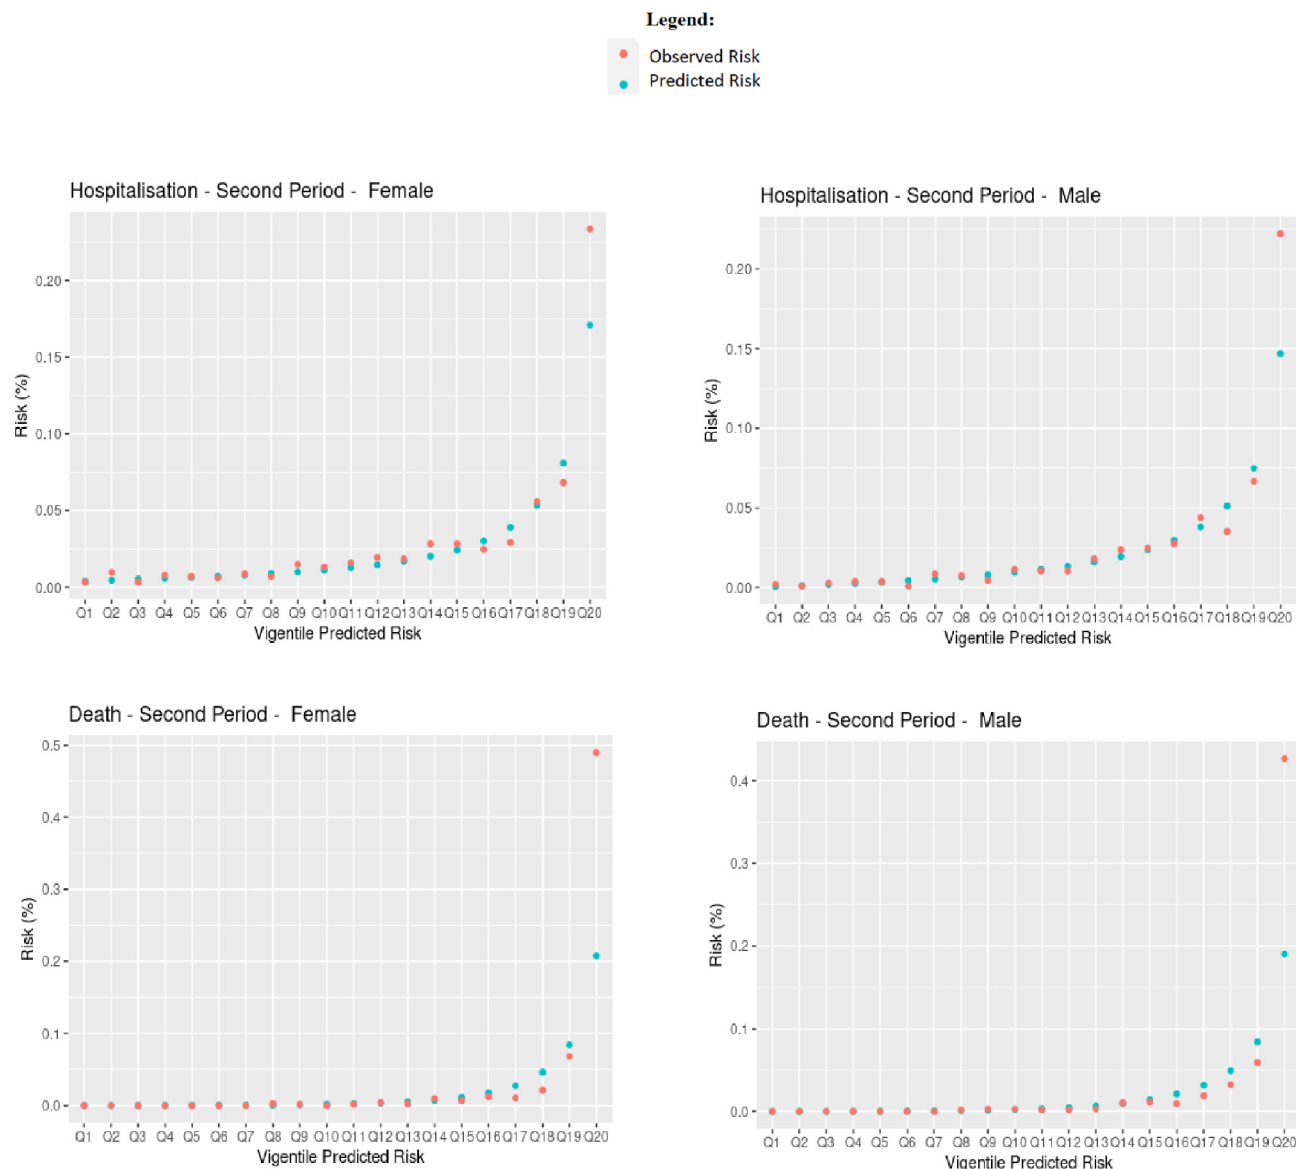 Legend:
Observed Risk
Predicted Risk
Hospitalisation - Second Period -  Female
Risk (%)
0.20
0.15
0.10
0.05
0.00
Q1 Q2 Q3 Q4 Q5 Q6 Q7 Q8 Q9 Q10 Q11 Q12 Q13 Q14 Q15 Q16 Q17 Q18 Q19 Q20
Vigentile Predicted Risk
Hospitalisation - Second Period -  Male
Risk (%)
0.20
0.15
0.10
0.05
0.00
Q1 Q2 Q3 Q4 Q5 Q6 Q7 Q8 Q9 Q10 Q11 Q12 Q13 Q14 Q15 Q16 Q17 Q18 Q19 Q20
Vigentile Predicted Risk
Death - Second Period -  Female
Risk (%)
0.5
0.4
0.3
0.2
0.1
0.0
Q1 Q2 Q3 Q4 Q5 Q6 Q7 Q8 Q9 Q10 Q11 Q12 Q13 Q14 Q15 Q16 Q17 Q18 Q19 Q20
Vigentile Predicted Risk
Death - Second Period -  Male
Risk (%)
0.4
0.3
0.2
0.1
0.0
Q1 Q2 Q3 Q4 Q5 Q6 Q7 Q8 Q9 Q10 Q11 Q12 Q13 Q14 Q15 Q16 Q17 Q18 Q19 Q20
Vigentile Predicted Risk